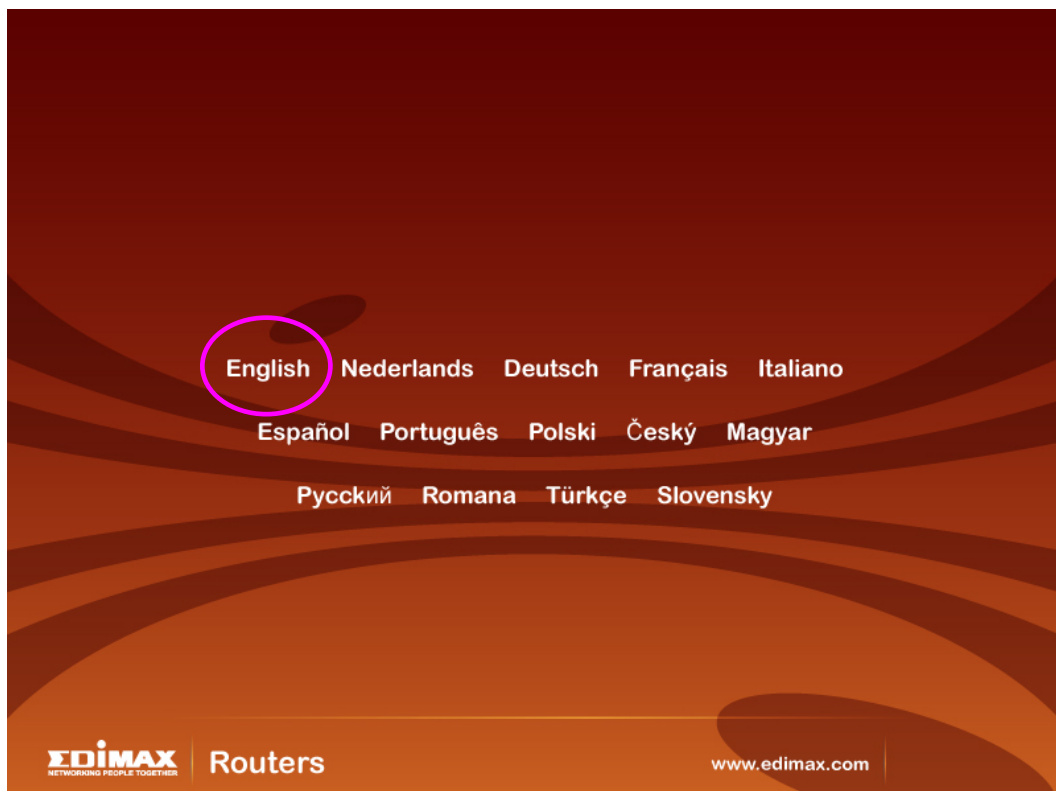 English Nederlands Deutsch Français Italiano
Español Português Polski Český Magyar
Русский Romana Türkçe Slovensky
EDIMAX
NETWORKING PEOPLE TOGETHER
Routers
www.edimax.com